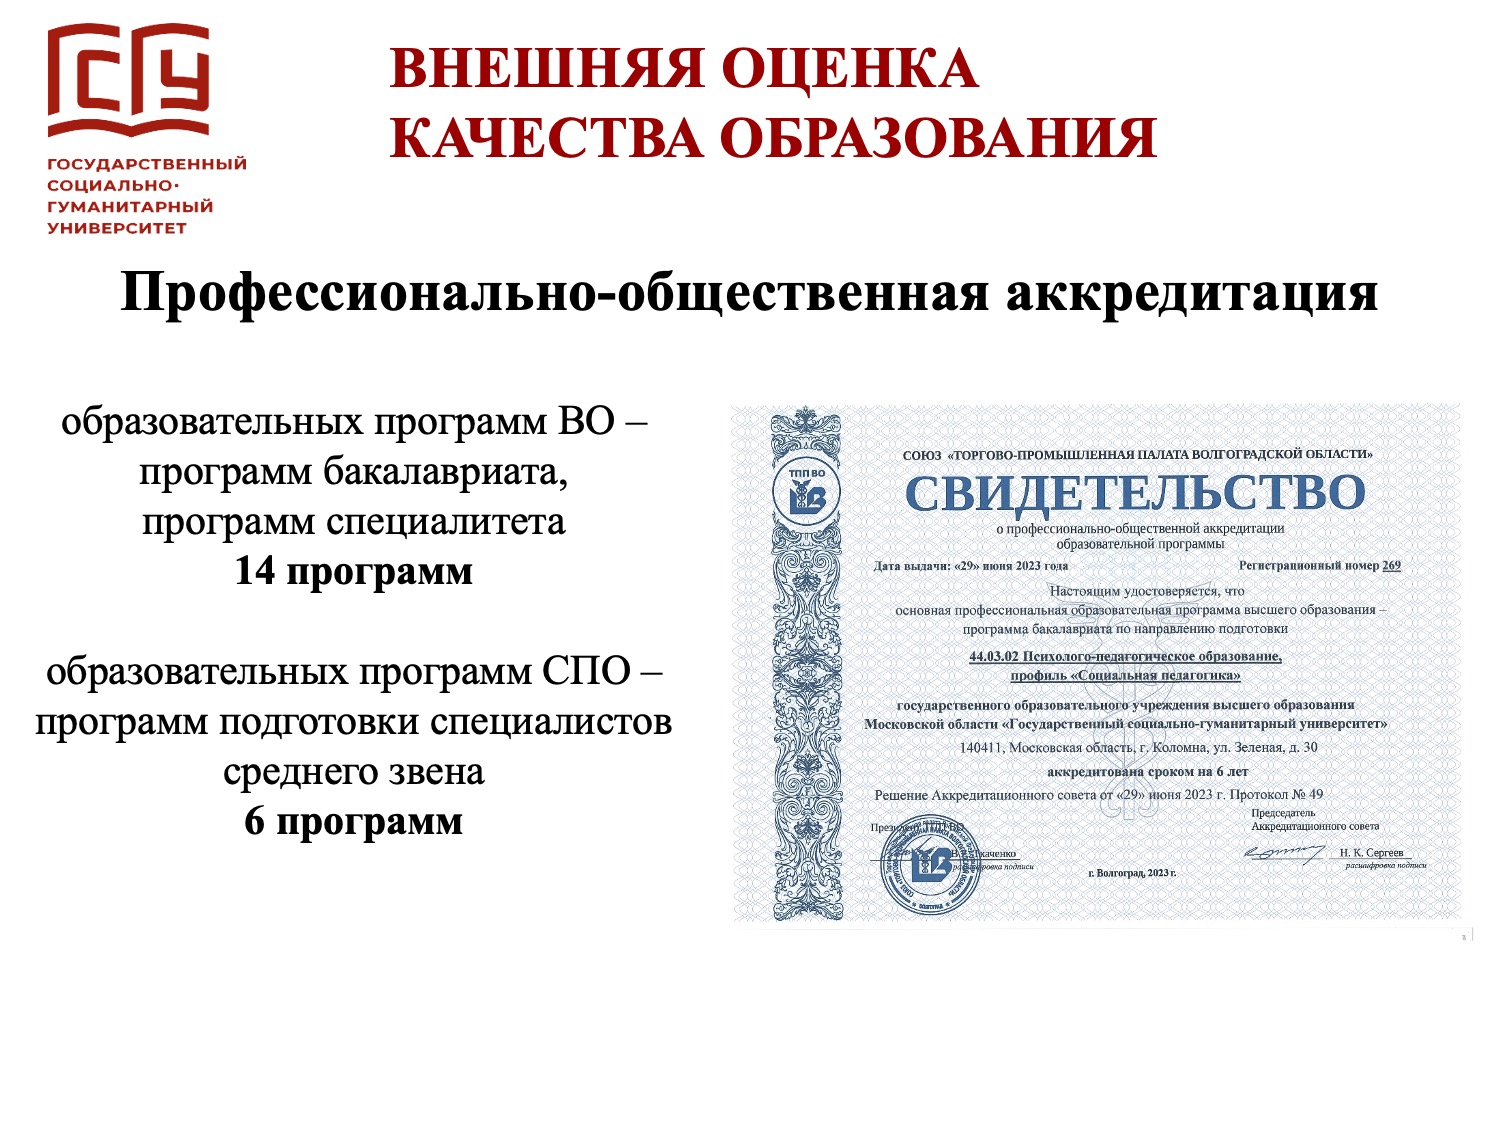 ГСГУ
ГОСУДАРСТВЕННЫЙ
СОЦИАЛЬНО-
ГУМАНИТАРНЫЙ
УНИВЕРСИТЕТ
ВНЕШНЯЯ ОЦЕНКА
КАЧЕСТВА ОБРАЗОВАНИЯ
Профессионально-общественная аккредитация
образовательных программ ВО –
программ бакалавриата,
программ специалитета
14 программ
образовательных программ СПО –
программ подготовки специалистов
среднего звена
6 программ
ТПП ВО
СОЮЗ «ТОРГОВО-ПРОМЫШЛЕННАЯ ПАЛАТА ВОЛГОГРАДСКОЙ ОБЛАСТИ»
СВИДЕТЕЛЬСТВО
о профессионально-общественной аккредитации
образовательной программы
Дата выдачи: «29» июня 2023 года Регистрационный номер 269
Настоящим удостоверяется, что
основная профессиональная образовательная программа высшего образования –
программа бакалавриата по направлению подготовки
44.03.02 Психолого-педагогическое образование,
профиль «Социальная педагогика»
государственного образовательного учреждения высшего образования
Московской области «Государственный социально-гуманитарный университет»
140411, Московская область, г. Коломна, ул. Зеленая, д. 30
аккредитована сроком на 6 лет
Решение Аккредитационного совета от «29» июня 2023 г. Протокол № 49
Президент ТПП ВО
расшифровка подписи
Председатель
Аккредитационного совета
Н. К. Сергеев
расшифровка подписи
г. Волгоград, 2023 г.